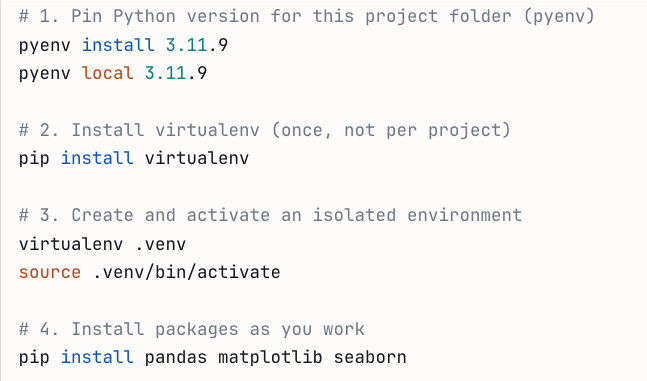 # 1. Pin Python version for this project folder (pyenv)
pyenv install 3.11.9
pyenv local 3.11.9
# 2. Install virtualenv (once, not per project)
pip install virtualenv
# 3. Create and activate an isolated environment
virtualenv .venv
source .venv/bin/activate
# 4. Install packages as you work
pip install pandas matplotlib seaborn